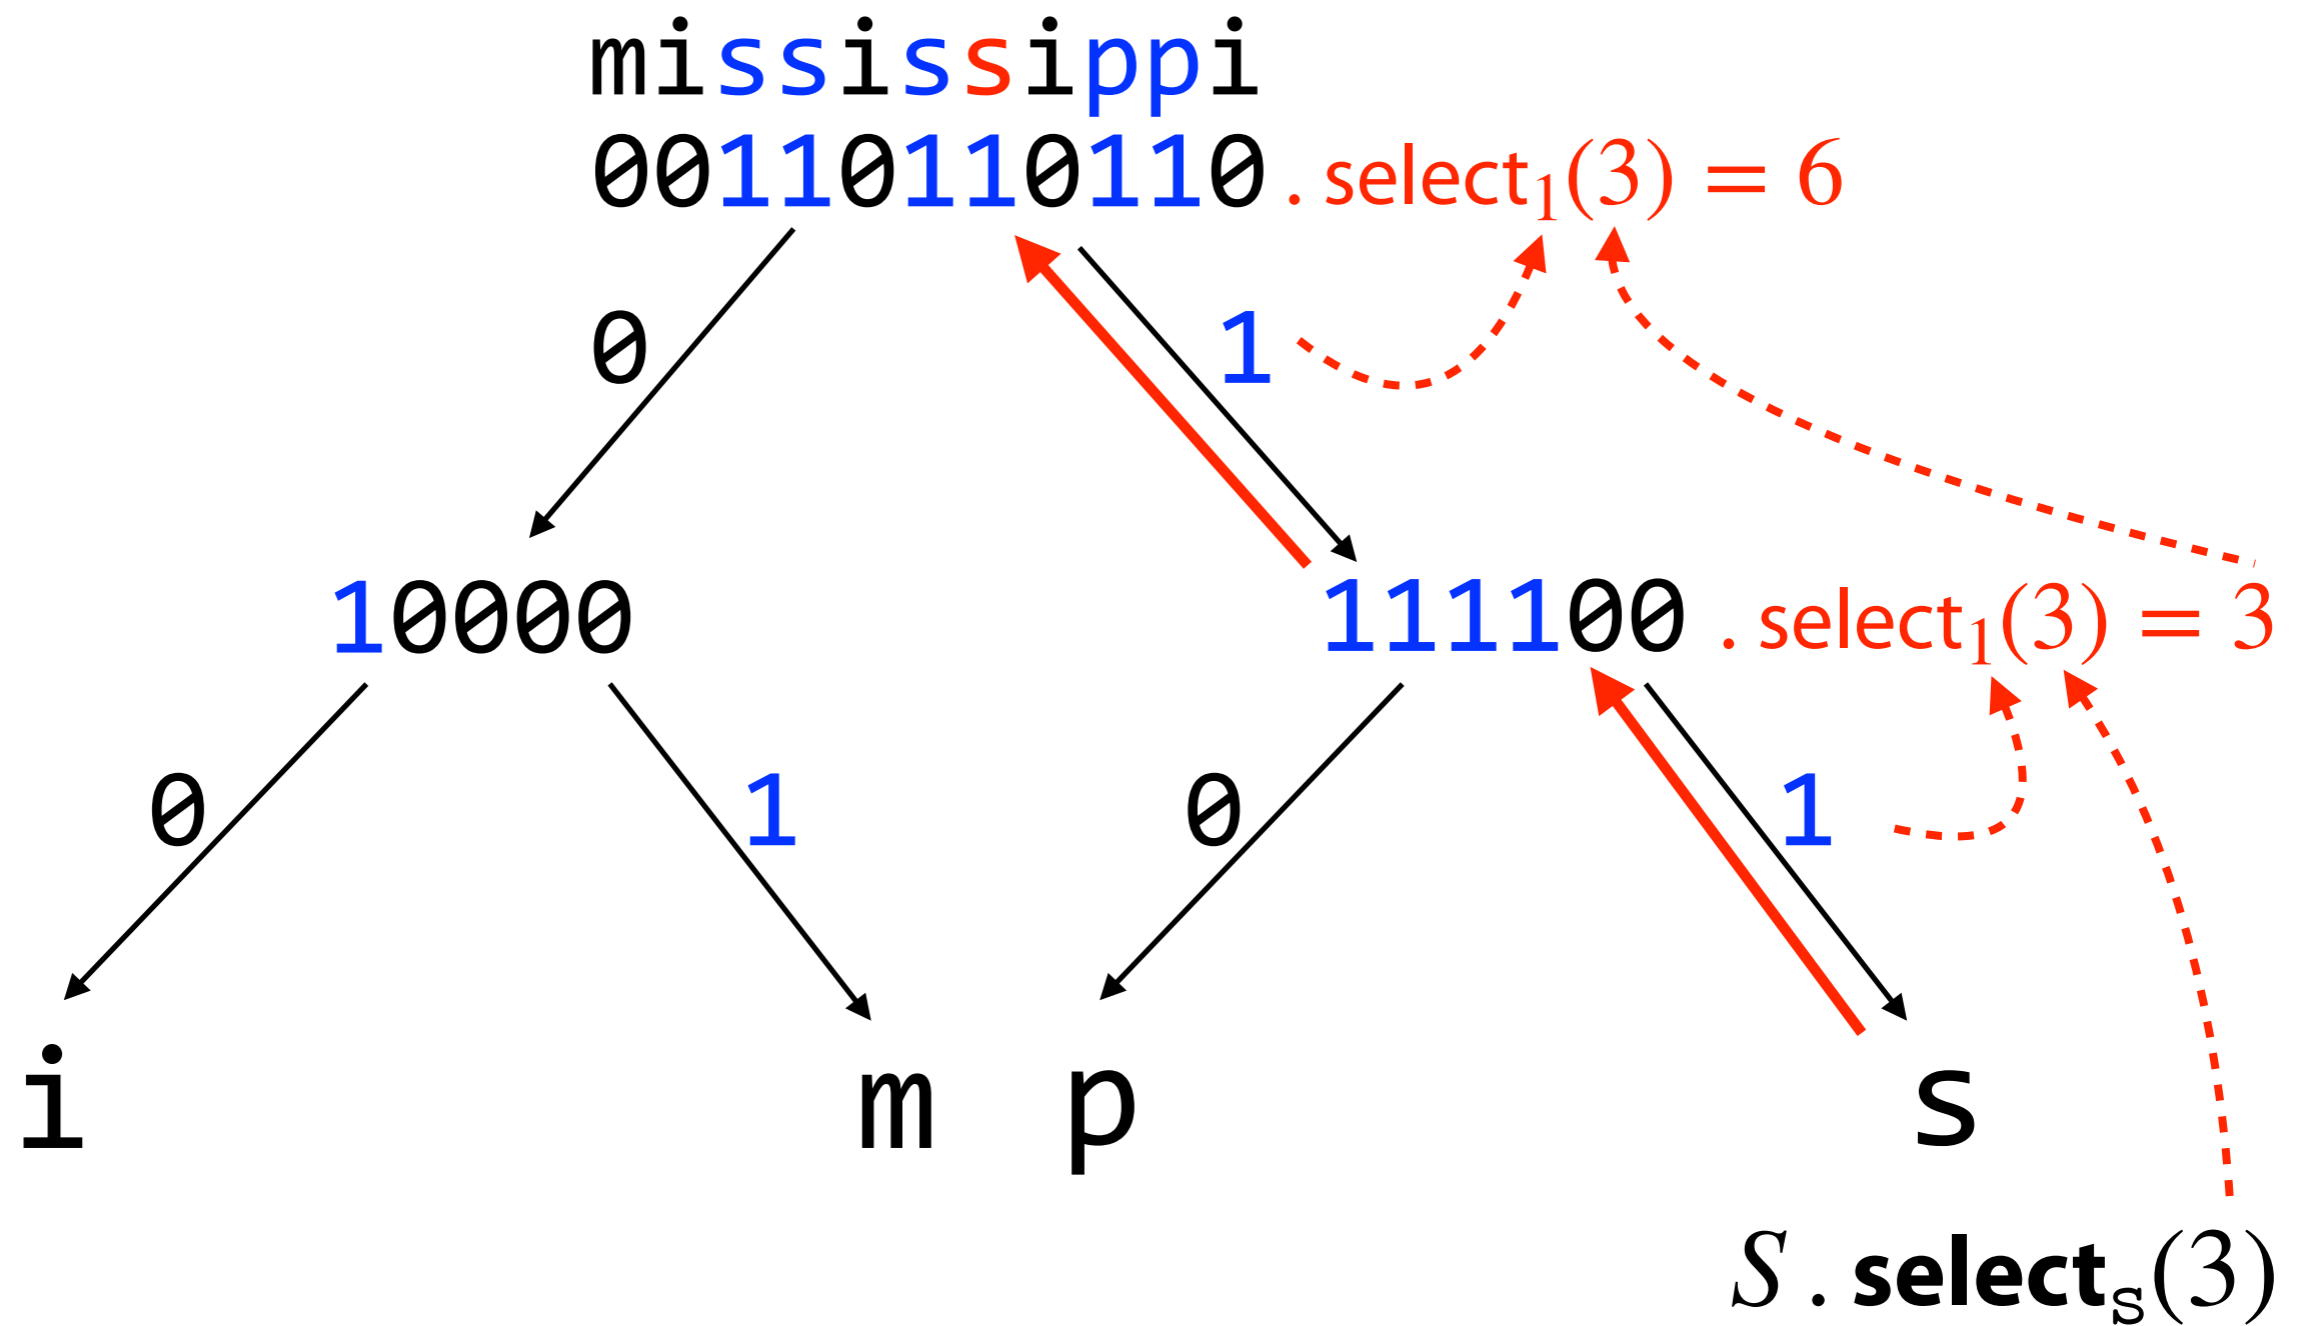 mississippi
00110110110 . select₁(3) = 6
0 1
10000 111100 . select₁(3) = 3
0 1 0 1
i m p s
S . selectₛ(3)